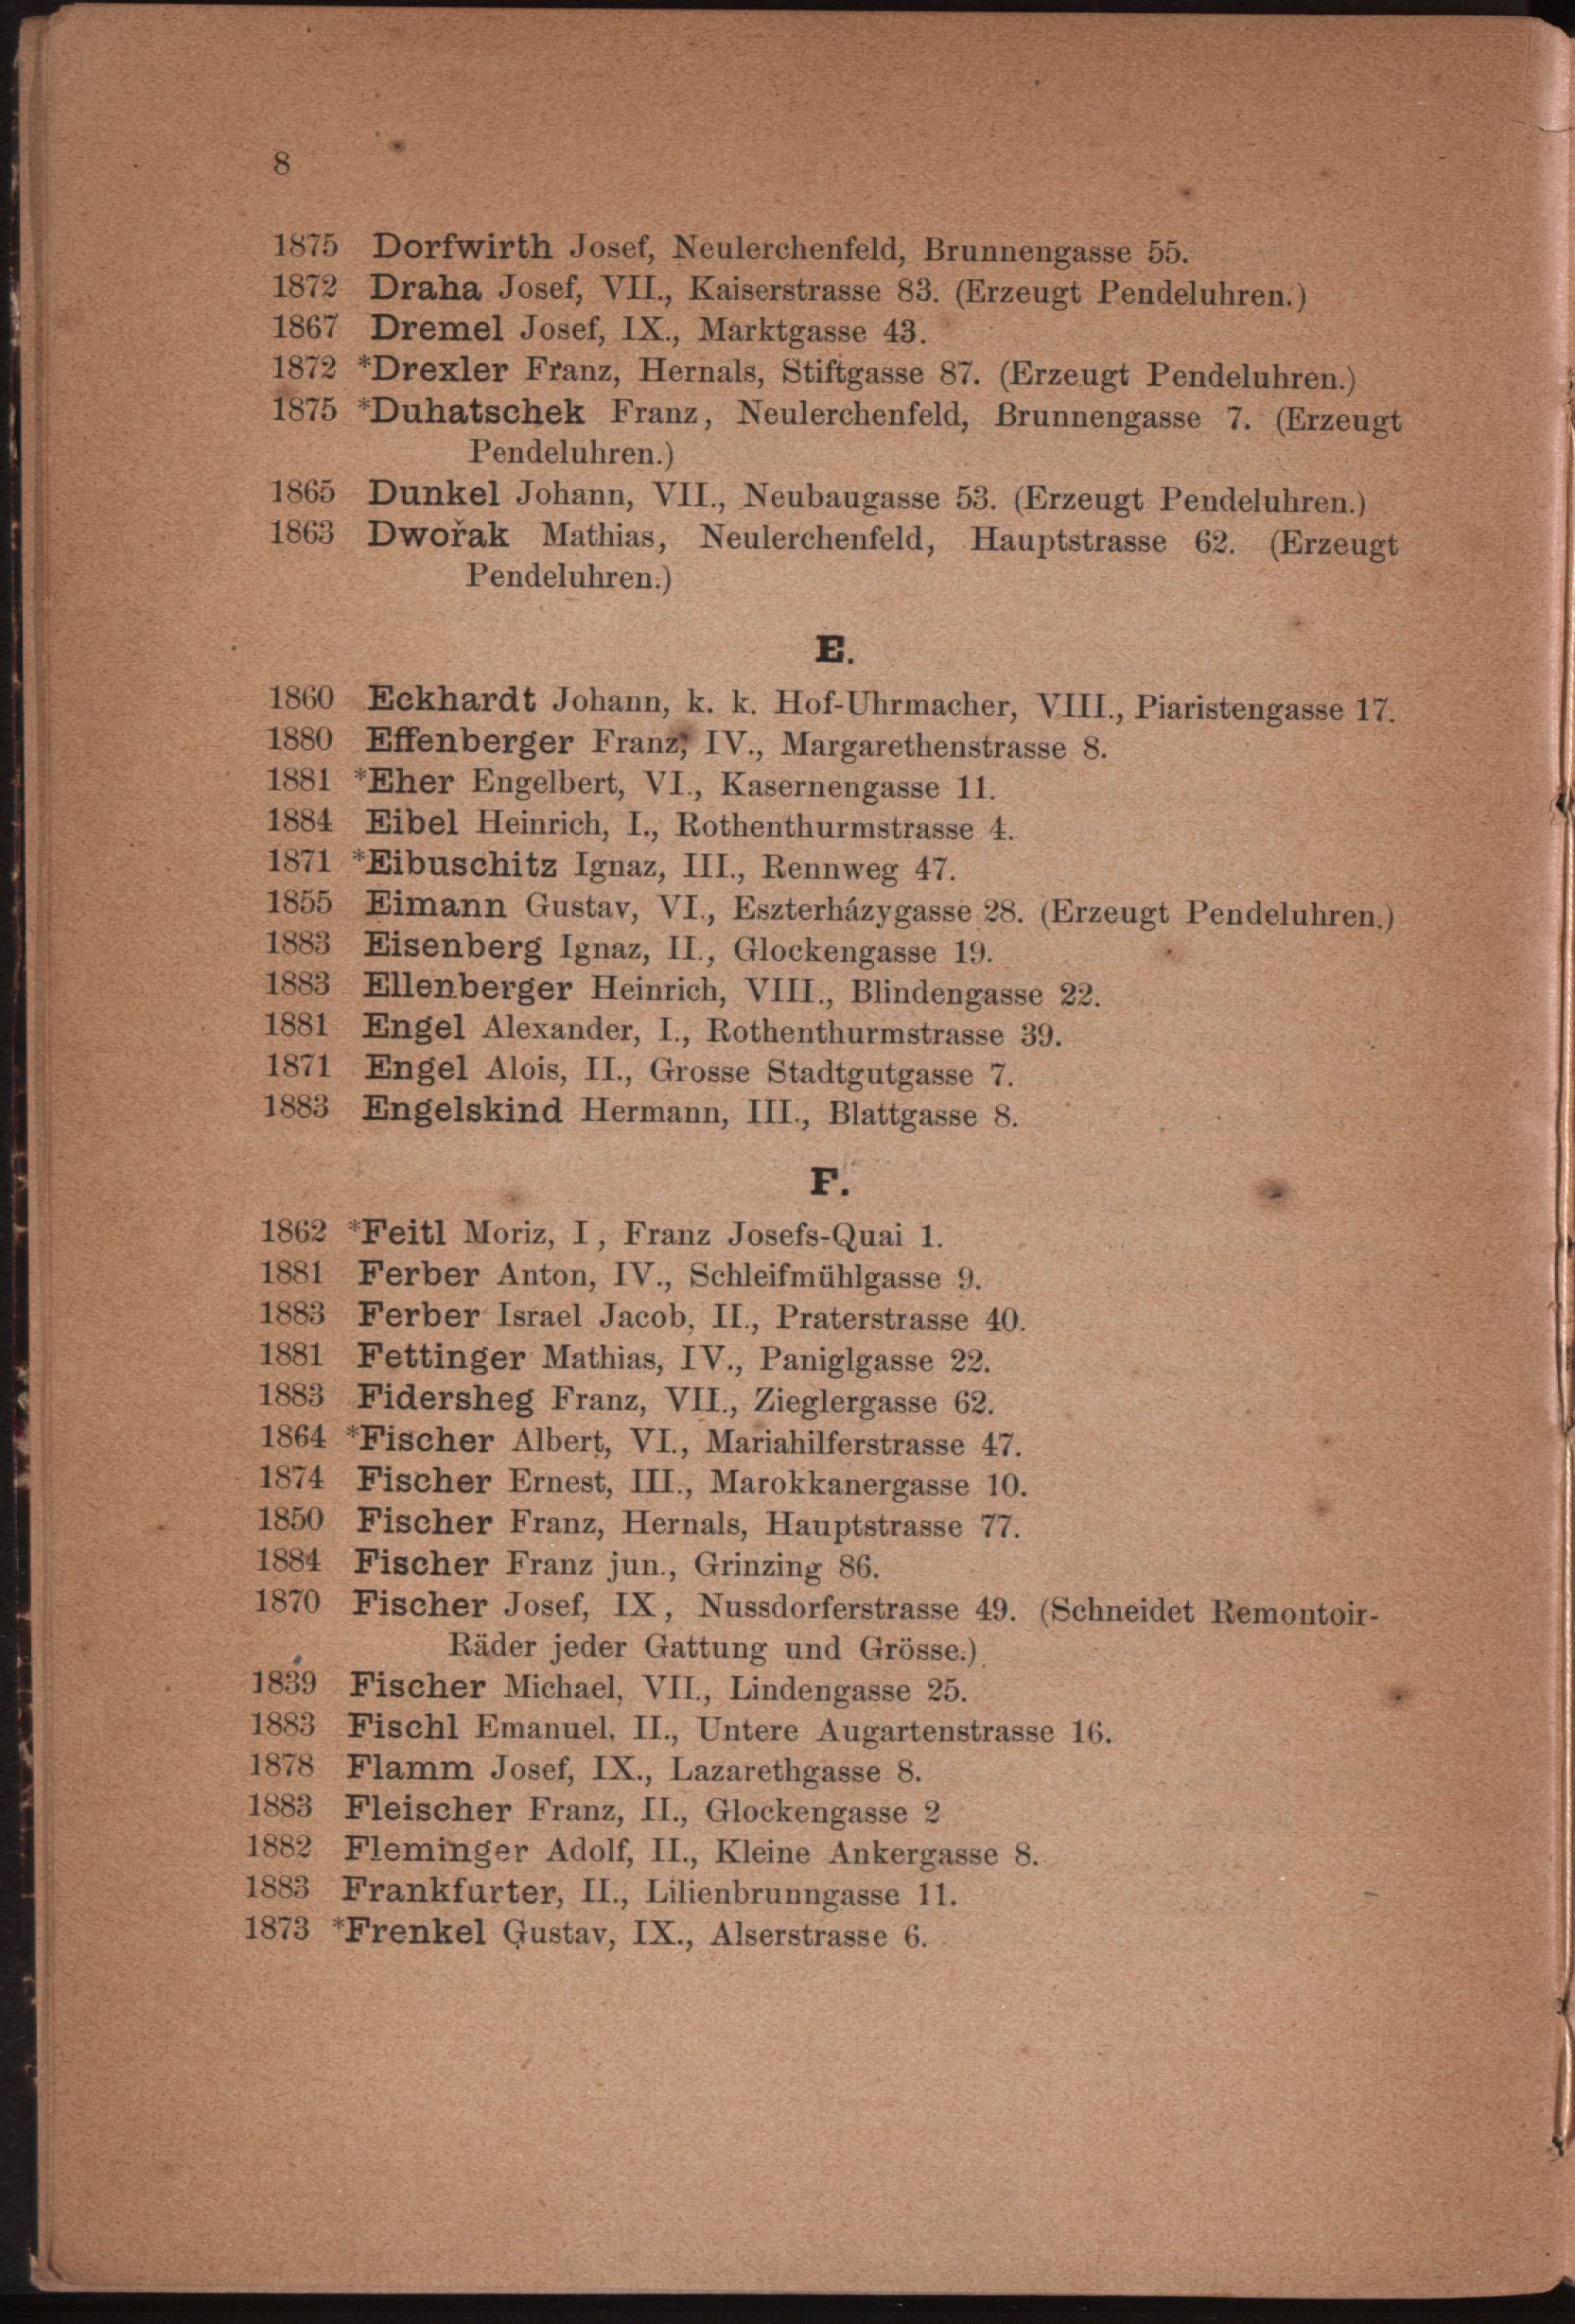 8
1875 Dorfwirth Josef, Neulerchenfeld, Brunnengasse 55.
1872 Draha Josef, VII., Kaiserstrasse 83. (Erzeugt Pendeluhren.)
1867 Dremel Josef, IX., Marktgasse 43.
1872 *Drexler Franz, Hernals, Stiftgasse 87. (Erzeugt Pendeluhren.)
1875 *Duhatschek Franz, Neulerchenfeld, Brunnengasse 7. (Erzeugt
Pendeluhren.)
1865 Dunkel Johann, VII., Neubaugasse 53. (Erzeugt Pendeluhren.)
1863 Dwořak Mathias, Neulerchenfeld, Hauptstrasse 62. (Erzeugt
Pendeluhren.)
E.
1860 Eckhardt Johann, k. k. Hof-Uhrmacher, VIII., Piaristengasse 17.
1880 Effenberger Franz, IV., Margarethenstrasse 8.
1881 *Eher Engelbert, VI., Kasernengasse 11.
1884 Eibel Heinrich, I., Rothenthurmstrasse 4.
1871 *Eibuschitz Ignaz, III., Rennweg 47.
1855 Eimann Gustav, VI., Eszterházygasse 28. (Erzeugt Pendeluhren.)
1883 Eisenberg Ignaz, II., Glockengasse 19.
1883 Ellenberger Heinrich, VIII., Blindengasse 22.
1881 Engel Alexander, I., Rothenthurmstrasse 39.
1871 Engel Alois, II., Grosse Stadtgutgasse 7.
1883 Engelskind Hermann, III., Blattgasse 8.
F.
1862 *Feitl Moriz, I, Franz Josefs-Quai 1.
1881 Ferber Anton, IV., Schleifmühlgasse 9.
1883 Ferber Israel Jacob, II., Praterstrasse 40.
1881 Fettinger Mathias, IV., Paniglgasse 22.
1883 Fidersheg Franz, VII., Zieglergasse 62.
1864 *Fischer Albert, VI., Mariahilferstrasse 47.
1874 Fischer Ernest, III., Marokkanergasse 10.
1850 Fischer Franz, Hernals, Hauptstrasse 77.
1884 Fischer Franz jun., Grinzing 86.
1870 Fischer Josef, IX, Nussdorferstrasse 49. (Schneidet Remontoir-
Räder jeder Gattung und Grösse.)
1839 Fischer Michael, VII., Lindengasse 25.
1883 Fischl Emanuel, II., Untere Augartenstrasse 16.
1878 Flamm Josef, IX., Lazarethgasse 8.
1883 Fleischer Franz, II., Glockengasse 2
1882 Fleminger Adolf, II., Kleine Ankergasse 8.
1883 Frankfurter, II., Lilienbrunngasse 11.
1873 *Frenkel Gustav, IX., Alserstrasse 6.